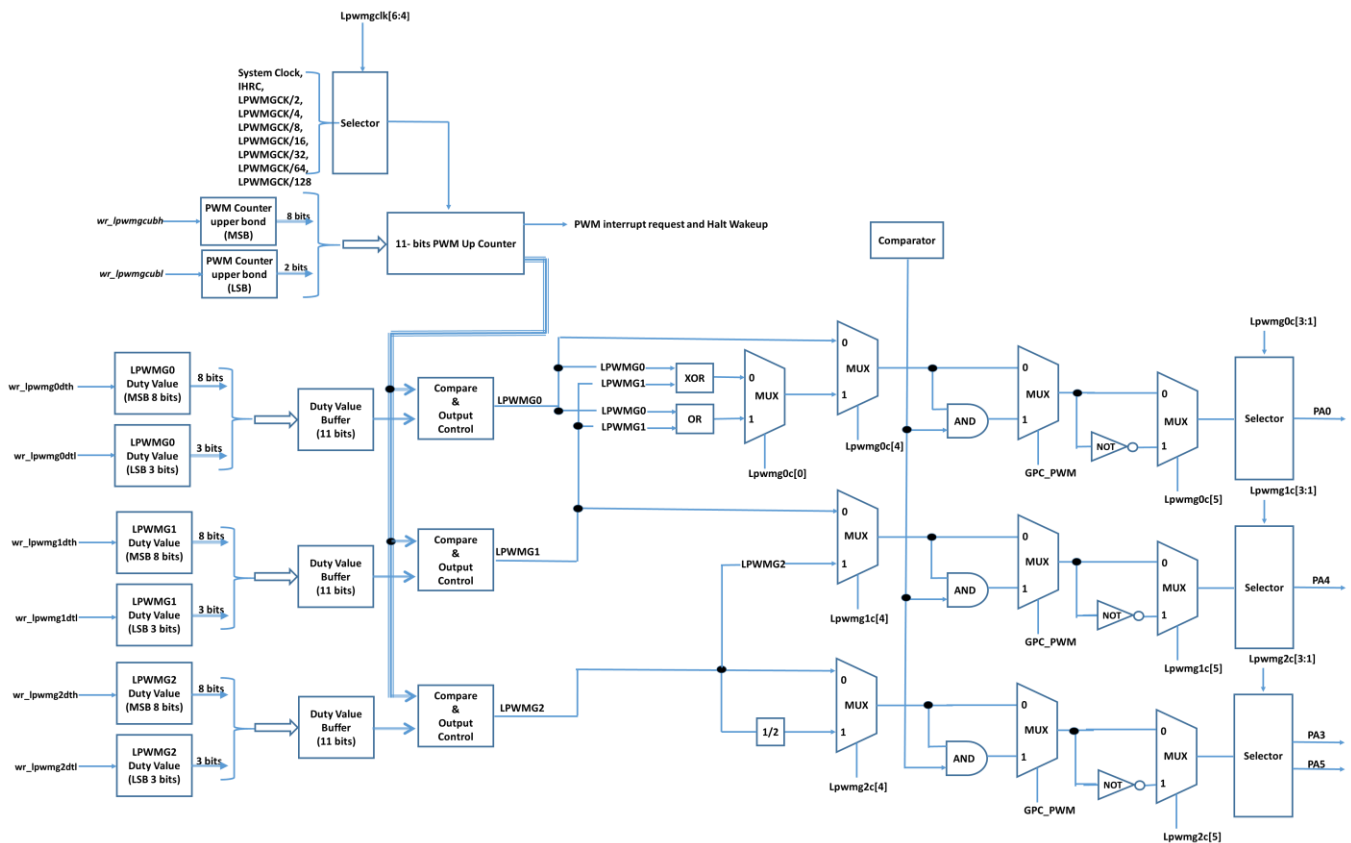 Lpwmgclk[6:4]
System Clock,
IHRC,
LPWMGCK/2,
LPWMGCK/4,
LPWMGCK/8,
LPWMGCK/16,
LPWMGCK/32,
LPWMGCK/64,
LPWMGCK/128
Selector
wr_lpwmgcubh
PWM Counter
upper bond
(MSB)
8 bits
wr_lpwmgcubl
PWM Counter
upper bond
(LSB)
2 bits
11- bits PWM Up Counter
PWM interrupt request and Halt Wakeup
Comparator
wr_lpwmg0dth
LPWMG0
Duty Value
(MSB 8 bits)
8 bits
wr_lpwmg0dtl
LPWMG0
Duty Value
(LSB 3 bits)
3 bits
Duty Value
Buffer
(11 bits)
Compare
&
Output
Control
LPWMG0
LPWMG0
LPWMG1
XOR
LPWMG0
LPWMG1
OR
0
MUX
1
Lpwmg0c[0]
0
MUX
1
Lpwmg0c[4]
AND
0
MUX
1
GPC_PWM
NOT
0
MUX
1
Lpwmg0c[5]
Lpwmg0c[3:1]
Selector
PA0
wr_lpwmg1dth
LPWMG1
Duty Value
(MSB 8 bits)
8 bits
wr_lpwmg1dtl
LPWMG1
Duty Value
(LSB 3 bits)
3 bits
Duty Value
Buffer
(11 bits)
Compare
&
Output
Control
LPWMG1
LPWMG2
0
MUX
1
Lpwmg1c[4]
AND
0
MUX
1
GPC_PWM
NOT
0
MUX
1
Lpwmg1c[5]
Lpwmg1c[3:1]
Selector
PA4
wr_lpwmg2dth
LPWMG2
Duty Value
(MSB 8 bits)
8 bits
wr_lpwmg2dtl
LPWMG2
Duty Value
(LSB 3 bits)
3 bits
Duty Value
Buffer
(11 bits)
Compare
&
Output
Control
LPWMG2
1/2
0
MUX
1
Lpwmg2c[4]
AND
0
MUX
1
GPC_PWM
NOT
0
MUX
1
Lpwmg2c[5]
Lpwmg2c[3:1]
Selector
PA3
PA5